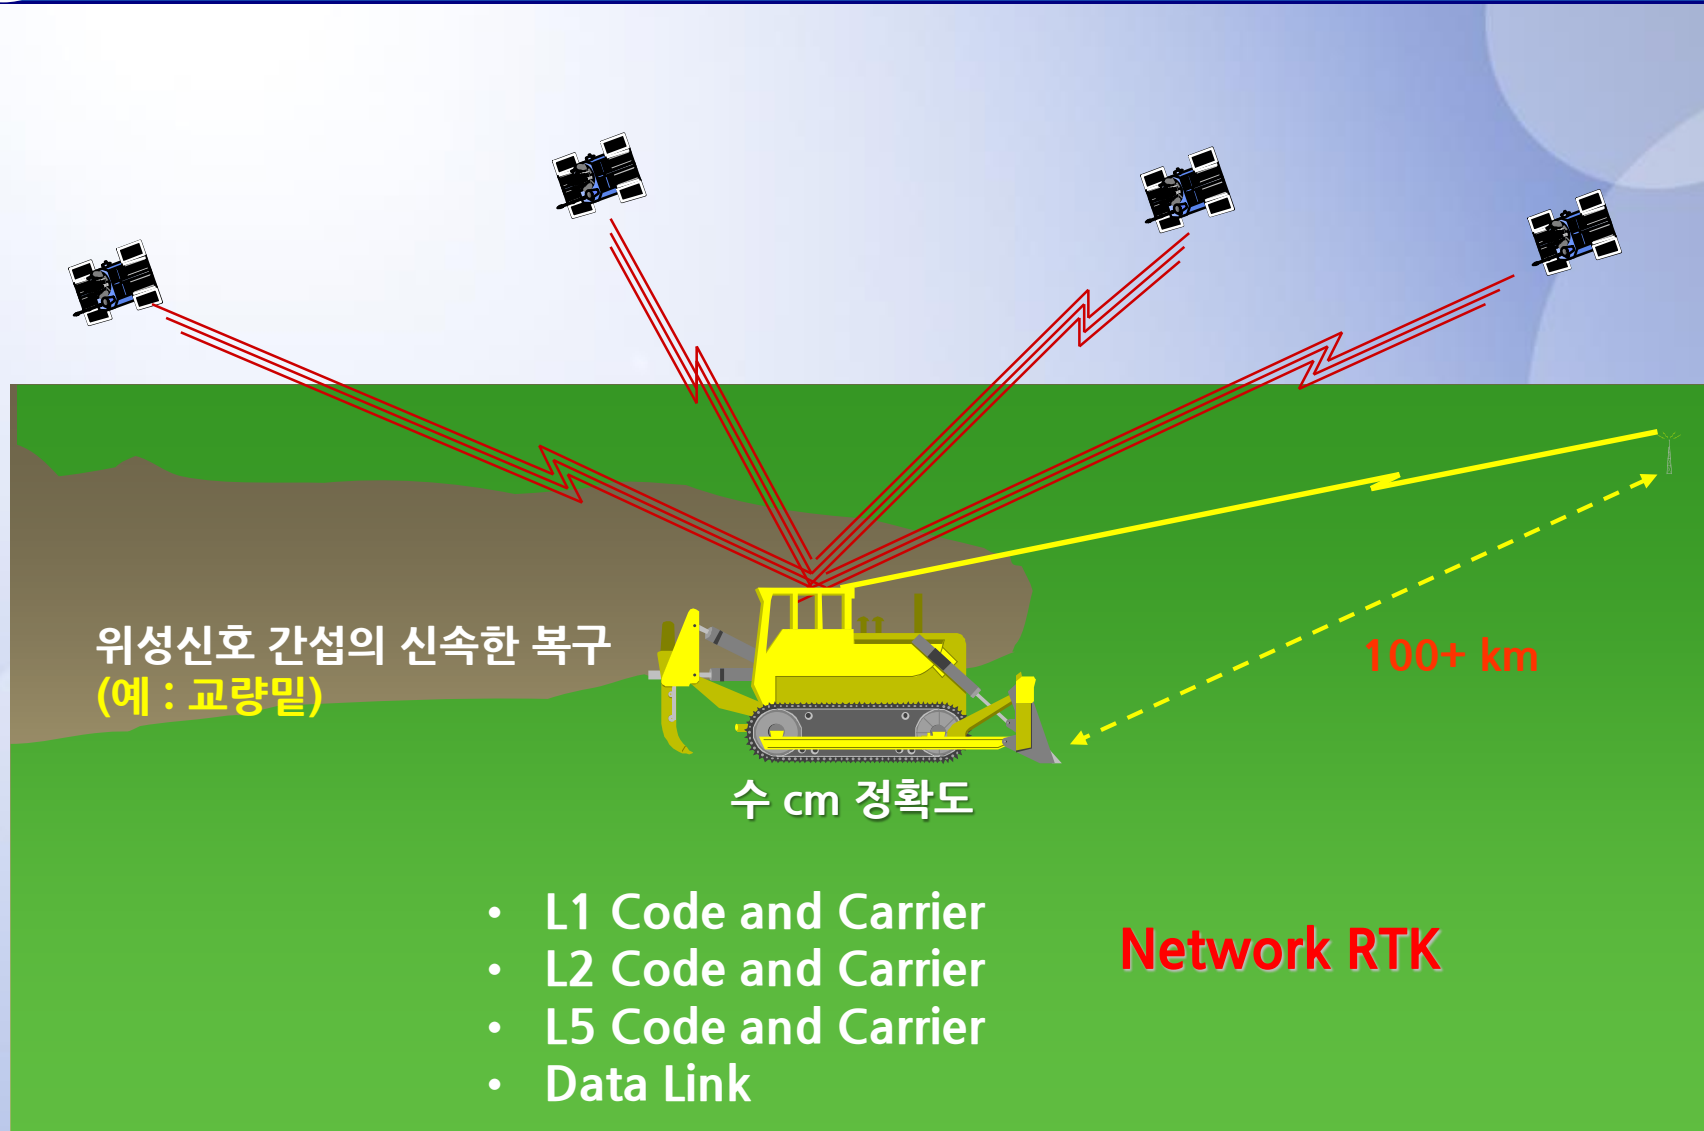 위성신호 간섭의 신속한 복구
(예 : 교량밑)
100+ km
수 cm 정확도
• L1 Code and Carrier
• L2 Code and Carrier
• L5 Code and Carrier
• Data Link
Network RTK